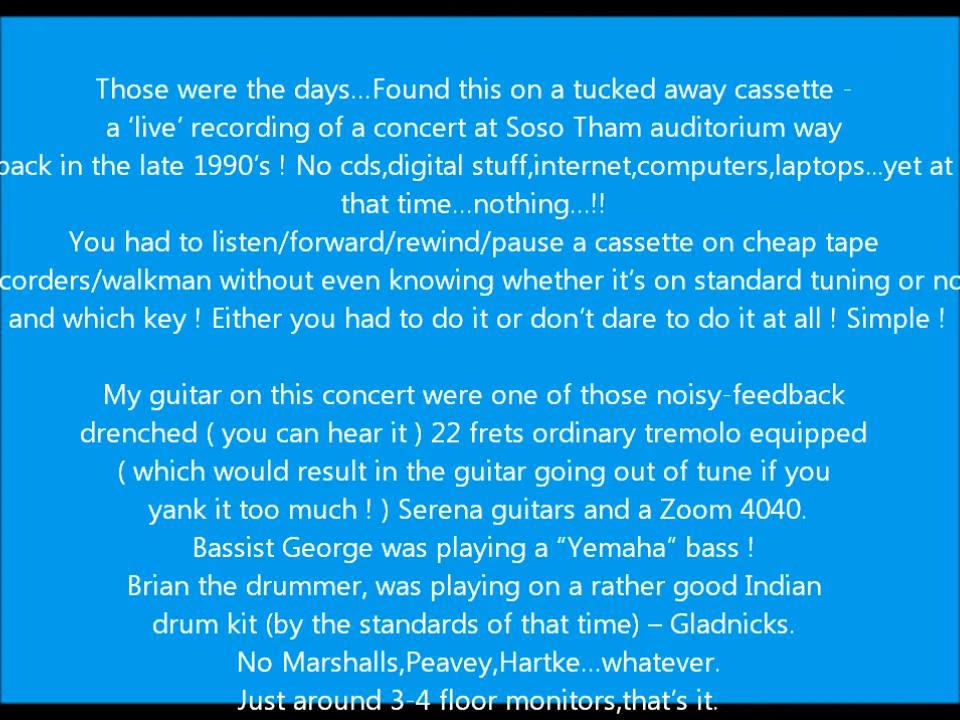 Those were the days...Found this on a tucked away cassette -
a ‘live’ recording of a concert at Soso Tham auditorium way
back in the late 1990’s ! No cds,digital stuff,internet,computers,laptops...yet at
that time...nothing...!!
You had to listen/forward/rewind/pause a cassette on cheap tape
corders/walkman without even knowing whether it’s on standard tuning or no
and which key ! Either you had to do it or don’t dare to do it at all ! Simple !
My guitar on this concert were one of those noisy-feedback
drenched ( you can hear it ) 22 frets ordinary tremolo equipped
( which would result in the guitar going out of tune if you
yank it too much ! ) Serena guitars and a Zoom 4040.
Bassist George was playing a “Yemaha” bass !
Brian the drummer, was playing on a rather good Indian
drum kit (by the standards of that time) – Gladnicks.
No Marshalls,Peavey,Hartke...whatever.
Just around 3-4 floor monitors,that’s it.